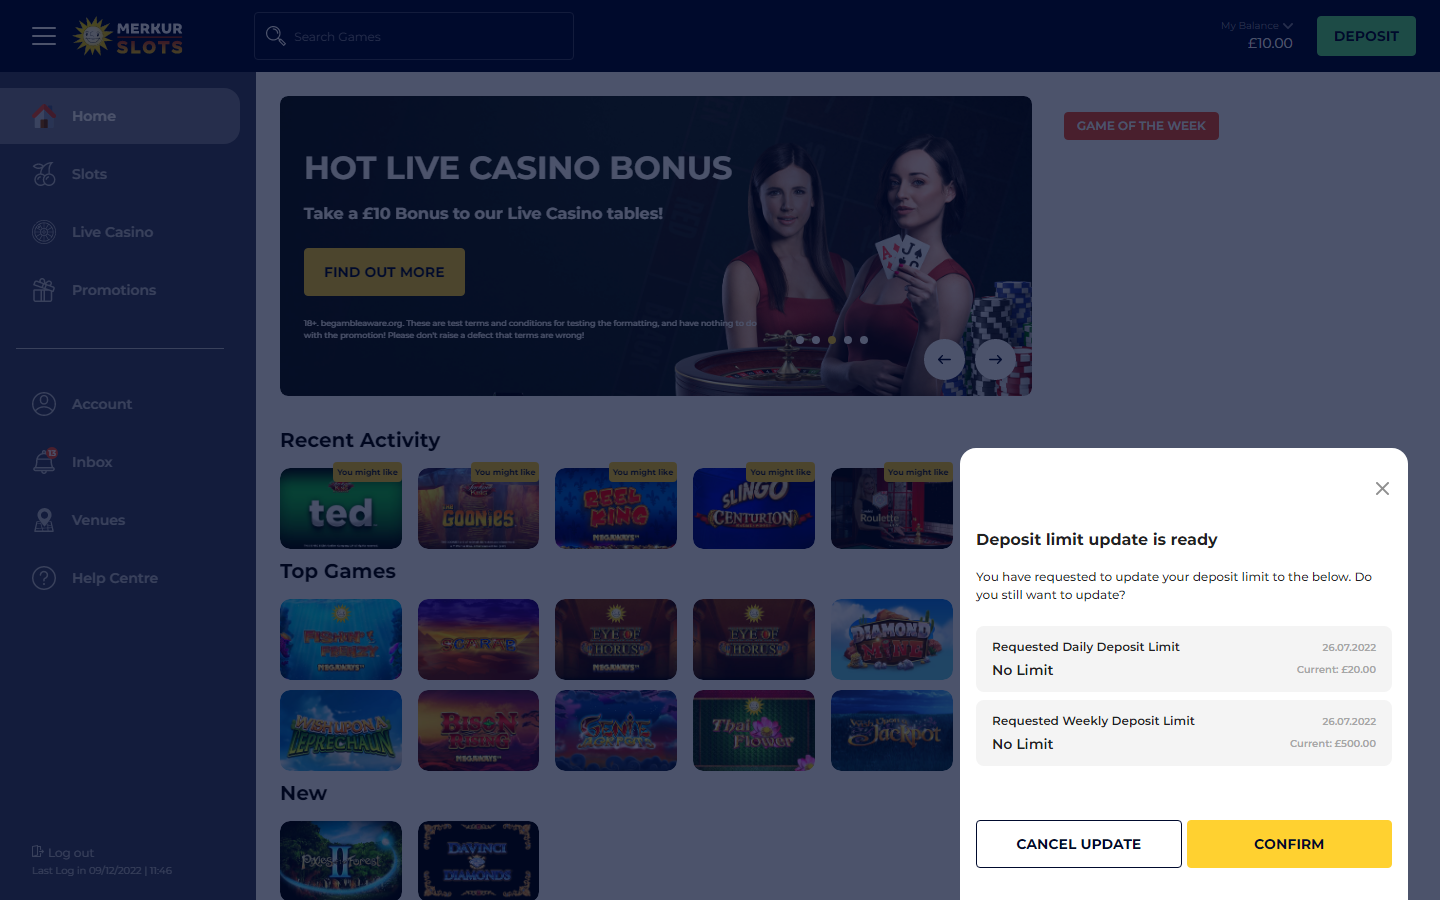 MERKUR
SLOTS
Search Games
My Balance
£10.00
DEPOSIT
Home
Slots
Live Casino
Promotions
Account
13
Inbox
Venues
Help Centre
Log out
Last Log in 09/12/2022 | 11:46
HOT LIVE CASINO BONUS
Take a £10 Bonus to our Live Casino tables!
FIND OUT MORE
18+. begambleaware.org. These are test terms and conditions for testing the formatting, and have nothing to do
with the promotion! Please don't raise a defect that terms are wrong!
GAME OF THE WEEK
Recent Activity
You might like
ted
You might like
THE
GOONIES
You might like
REEL
KING
MEGAWAYS
You might like
SLINGO
CENTURION
You might like
Roulette
Top Games
MEGAWAYS
EYE OF
HORUS
MEGAWAYS
EYE OF
HORUS
DIAMOND
MINE
WISH UPON A
LEPRECHAUN
BISON
RISING
MEGAWAYS
Genie
Jackpots
Thai
Flower
Jackpot
New
Pixies of the Forest
II
DAVINCI
DIAMONDS
Deposit limit update is ready
You have requested to update your deposit limit to the below. Do
you still want to update?
Requested Daily Deposit Limit
26.07.2022
No Limit
Current: £20.00
Requested Weekly Deposit Limit
26.07.2022
No Limit
Current: £500.00
CANCEL UPDATE
CONFIRM